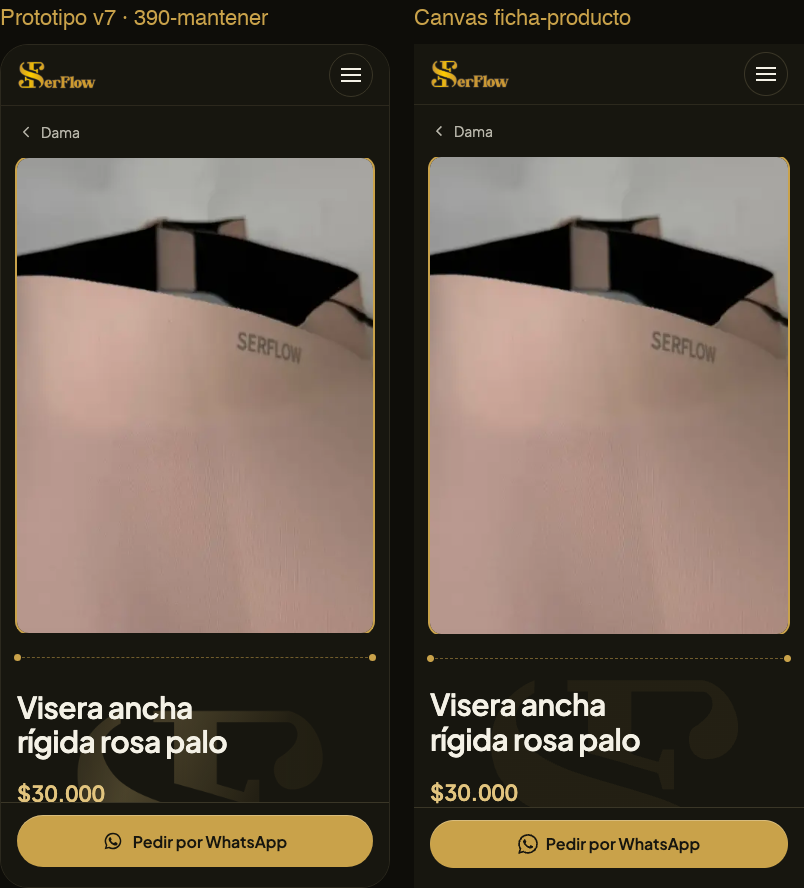 Prototipo v7 · 390-mantener
SerFlow
Dama
SERFLOW
Visera ancha
rígida rosa palo
$30.000
Pedir por WhatsApp
Canvas ficha-producto
SerFlow
Dama
SERFLOW
Visera ancha
rígida rosa palo
$30.000
Pedir por WhatsApp